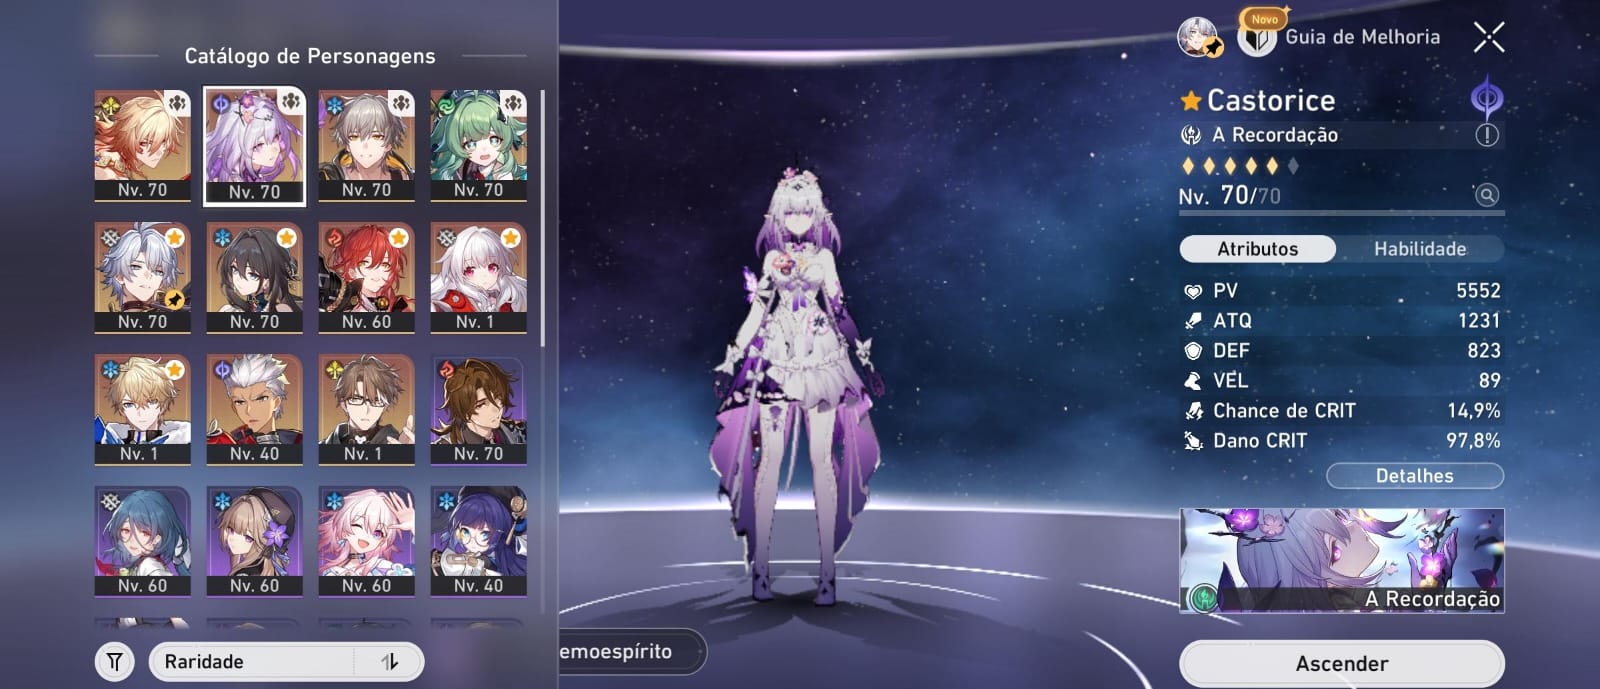 Catálogo de Personagens
Nv. 70
Nv. 70
Nv. 70
Nv. 70
Nv. 70
Nv. 70
Nv. 60
Nv. 1
Nv. 1
Nv. 40
Nv. 1
Nv. 70
Nv. 60
Nv. 60
Nv. 60
Nv. 40
Raridade
emoespírito
Novo
Guia de Melhoria
Castorice
A Recordação
Nv. 70/70
Atributos
Habilidade
PV 5552
ATQ 1231
DEF 823
VEL 89
Chance de CRIT 14,9%
Dano CRIT 97,8%
Detalhes
A Recordação
Ascender